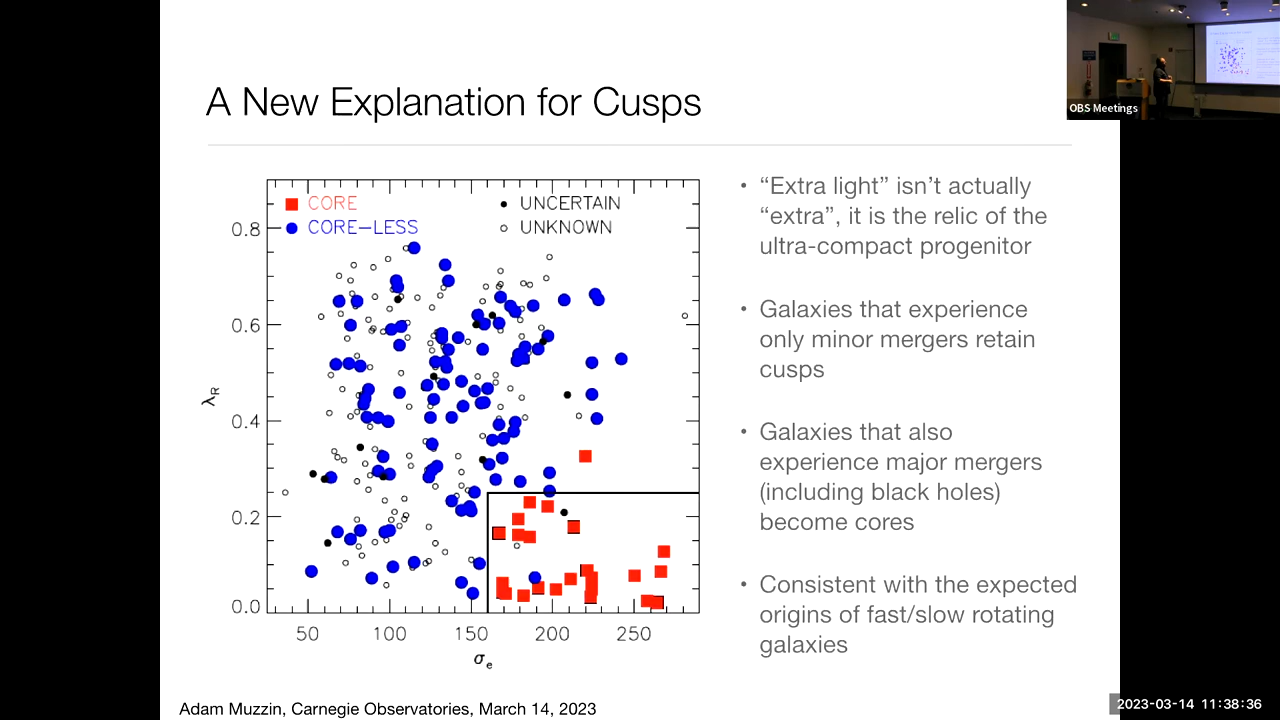 OBS Meetings
A New Explanation for Cusps
CORE
CORE-LESS
UNCERTAIN
UNKNOWN
0.8
0.6
0.4
0.2
0.0
λR
50 100 150 200 250
σe
• “Extra light” isn’t actually
“extra”, it is the relic of the
ultra-compact progenitor
• Galaxies that experience
only minor mergers retain
cusps
• Galaxies that also
experience major mergers
(including black holes)
become cores
• Consistent with the expected
origins of fast/slow rotating
galaxies
Adam Muzzin, Carnegie Observatories, March 14, 2023
2023-03-14 11:38:36